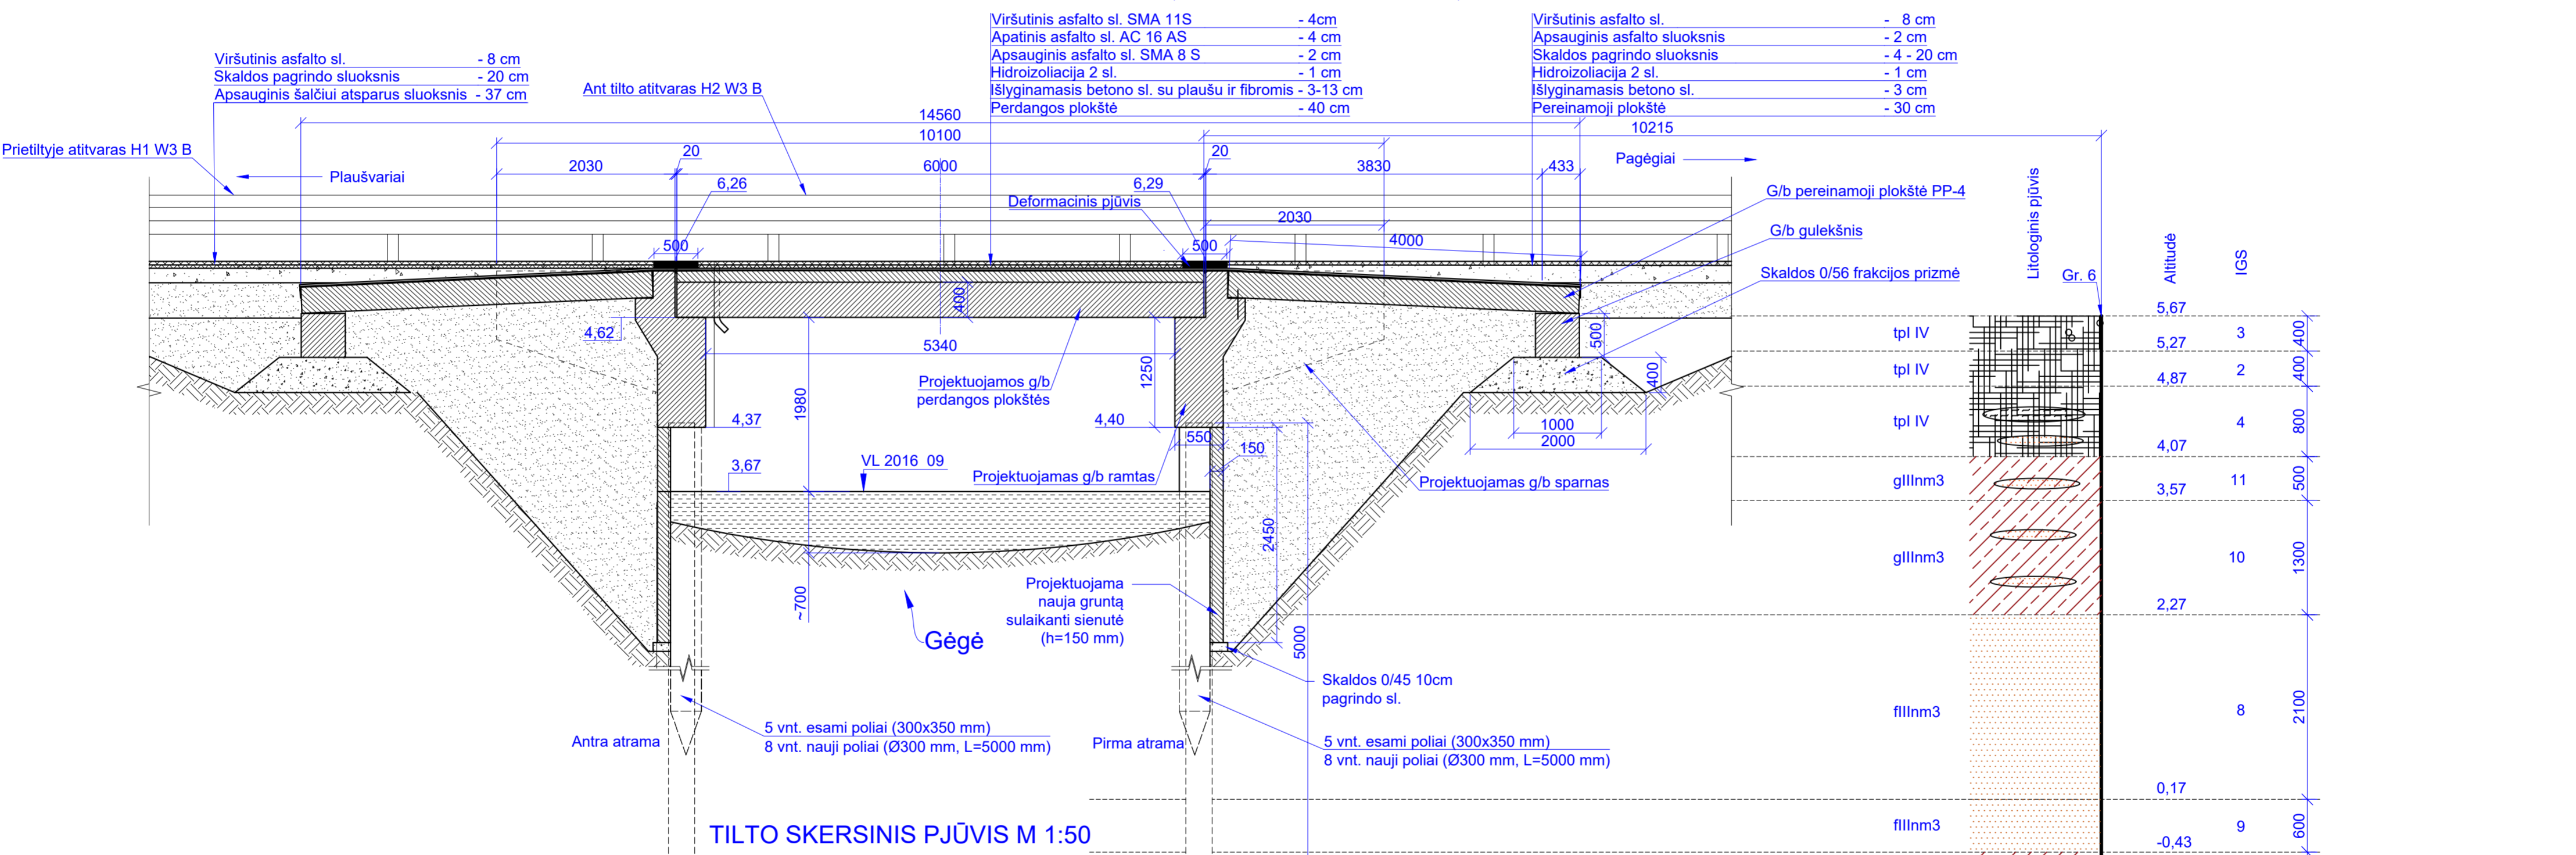 Viršutinis asfalto sl. - 8 cm
Skaldos pagrindo sluoksnis - 20 cm
Apsauginis šalčiui atsparus sluoksnis - 37 cm
Ant tilto atitvaras H2 W3 B
Viršutinis asfalto sl. SMA 11S - 4cm
Apatinis asfalto sl. AC 16 AS - 4 cm
Apsauginis asfalto sl. SMA 8 S - 2 cm
Hidroizoliacija 2 sl. - 1 cm
Išlyginamasis betono sl. su plaušu ir fibromis - 3-13 cm
Perdangos plokštė - 40 cm
Viršutinis asfalto sl. - 8 cm
Apsauginis asfalto sluoksnis - 2 cm
Skaldos pagrindo sluoksnis - 4 - 20 cm
Hidroizoliacija 2 sl. - 1 cm
Išlyginamasis betono sl. - 3 cm
Pereinamoji plokštė - 30 cm
14560
10100
10215
Prietiltyje atitvaras H1 W3 B
Plaušvariai
Pagėgiai
2030
20
6000
20
3830
433
6,26
6,29
Deformacinis pjūvis
2030
4000
500
500
G/b pereinamoji plokštė PP-4
G/b gulekšnis
Skaldos 0/56 frakcijos prizmė
Litologinis pjūvis
Gr. 6
Altitudė
IGS
400
4,62
5340
1250
500
400
Projektuojamos g/b
perdangos plokštės
1980
4,37
4,40
550
150
1000
2000
3,67
VL 2016 09
Projektuojamas g/b ramtas
Projektuojamas g/b sparnas
2450
5000
~700
Gėgė
Projektuojama
nauja gruntą
sulaikanti sienutė
(h=150 mm)
Skaldos 0/45 10cm
pagrindo sl.
5 vnt. esami poliai (300x350 mm)
8 vnt. nauji poliai (Ø300 mm, L=5000 mm)
Antra atrama
Pirma atrama
5 vnt. esami poliai (300x350 mm)
8 vnt. nauji poliai (Ø300 mm, L=5000 mm)
TILTO SKERSINIS PJŪVIS M 1:50
5,67
tpl IV 3 400
5,27
tpl IV 2 400
4,87
tpl IV 4 800
4,07
gIIInm3 11 500
3,57
gIIInm3 10 1300
2,27
fIIInm3 8 2100
0,17
fIIInm3 9 600
-0,43